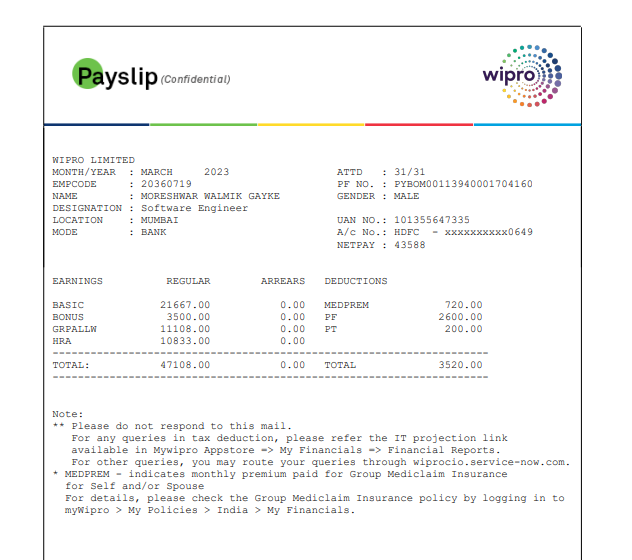 Payslip (Confidential)
wipro
WIPRO LIMITED
MONTH/YEAR : MARCH 2023 ATTD : 31/31
EMPCODE : 20360719 PF NO. : PYBOM00113940001704160
NAME : MORESHWAR WALMIK GAYKE GENDER : MALE
DESIGNATION : Software Engineer
LOCATION : MUMBAI UAN NO.: 101355647335
MODE : BANK A/c No.: HDFC - xxxxxxxxxx0649
NETPAY : 43588
EARNINGS REGULAR ARREARS DEDUCTIONS
BASIC 21667.00 0.00 MEDPREM 720.00
BONUS 3500.00 0.00 PF 2600.00
GRPALLW 11108.00 0.00 PT 200.00
HRA 10833.00 0.00
TOTAL: 47108.00 0.00 TOTAL 3520.00
Note:
** Please do not respond to this mail.
For any queries in tax deduction, please refer the IT projection link
available in Mywipro Appstore => My Financials => Financial Reports.
For other queries, you may route your queries through wiprocio.service-now.com.
* MEDPREM - indicates monthly premium paid for Group Mediclaim Insurance
for Self and/or Spouse
For details, please check the Group Mediclaim Insurance policy by logging in to
myWipro > My Policies > India > My Financials.